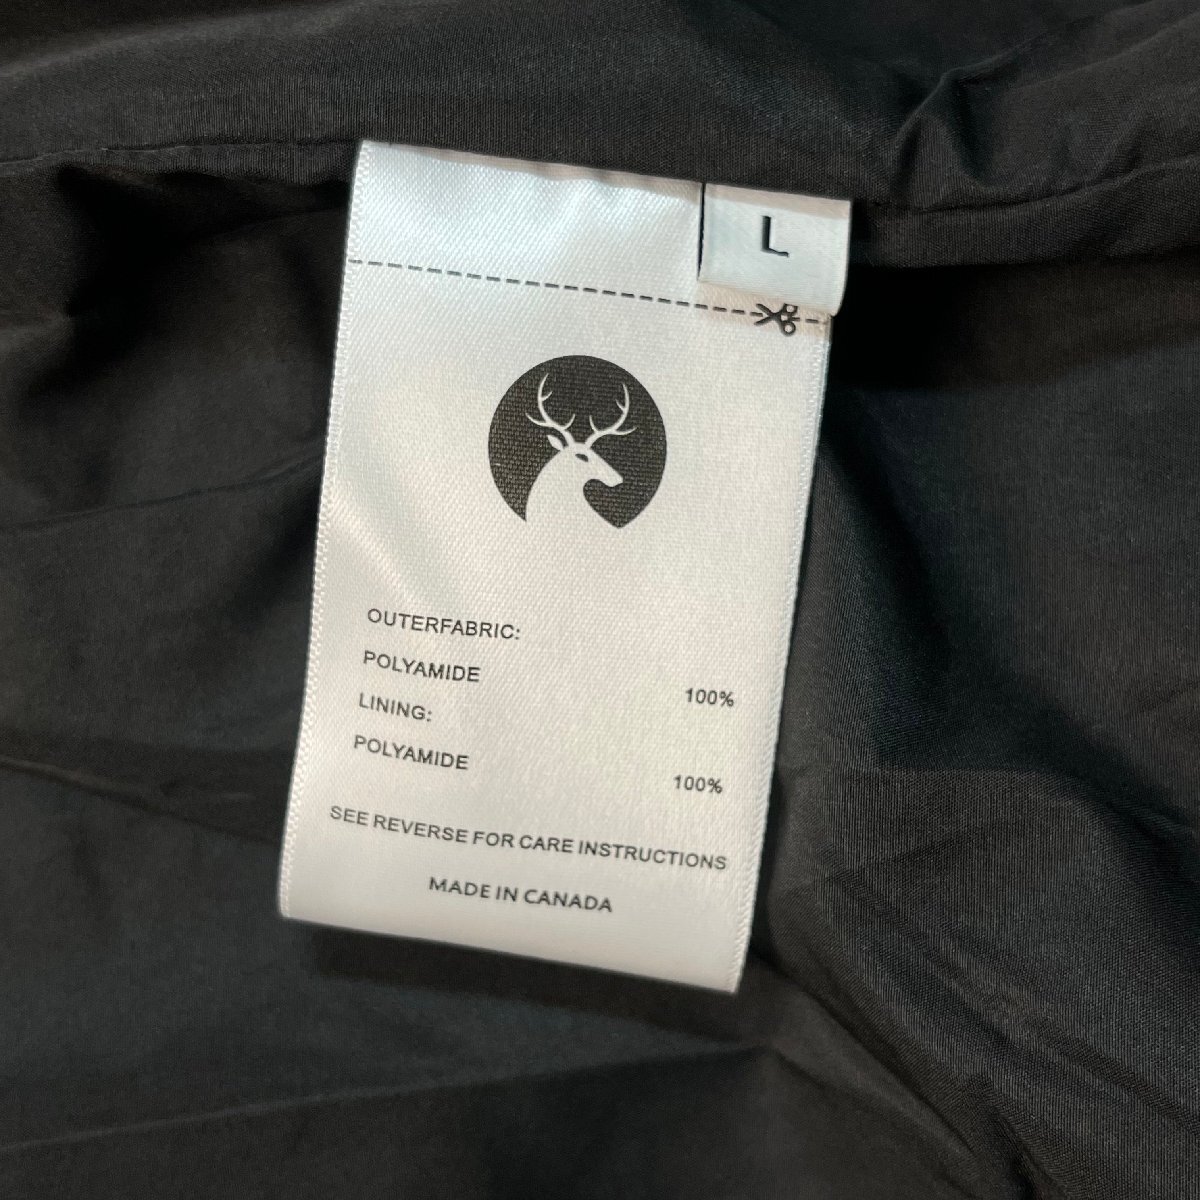 L
OUTERFABRIC:
POLYAMIDE 100%
LINING:
POLYAMIDE 100%
SEE REVERSE FOR CARE INSTRUCTIONS
MADE IN CANADA